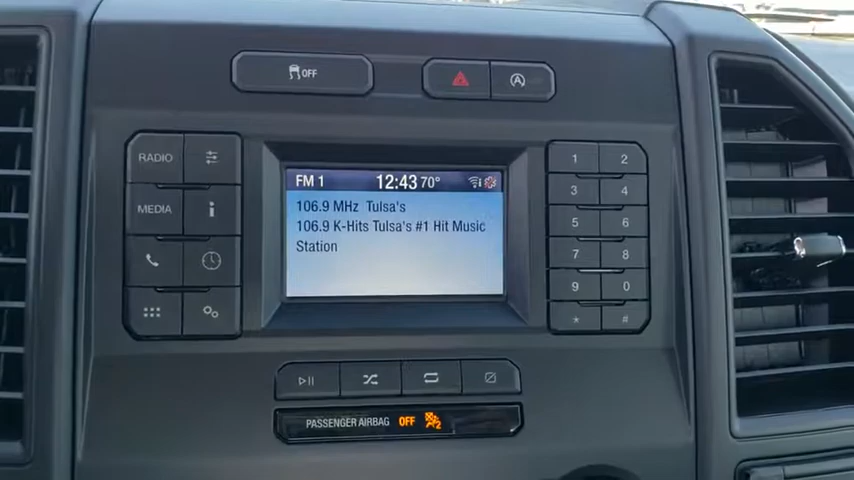 OFF
A
RADIO
MEDIA
i
FM 1 12:43 70°
106.9 MHz Tulsa's
106.9 K-Hits Tulsa's #1 Hit Music
Station
1 2
3 4
5 6
7 8
9 0
* #
PASSENGER AIRBAG OFF 2